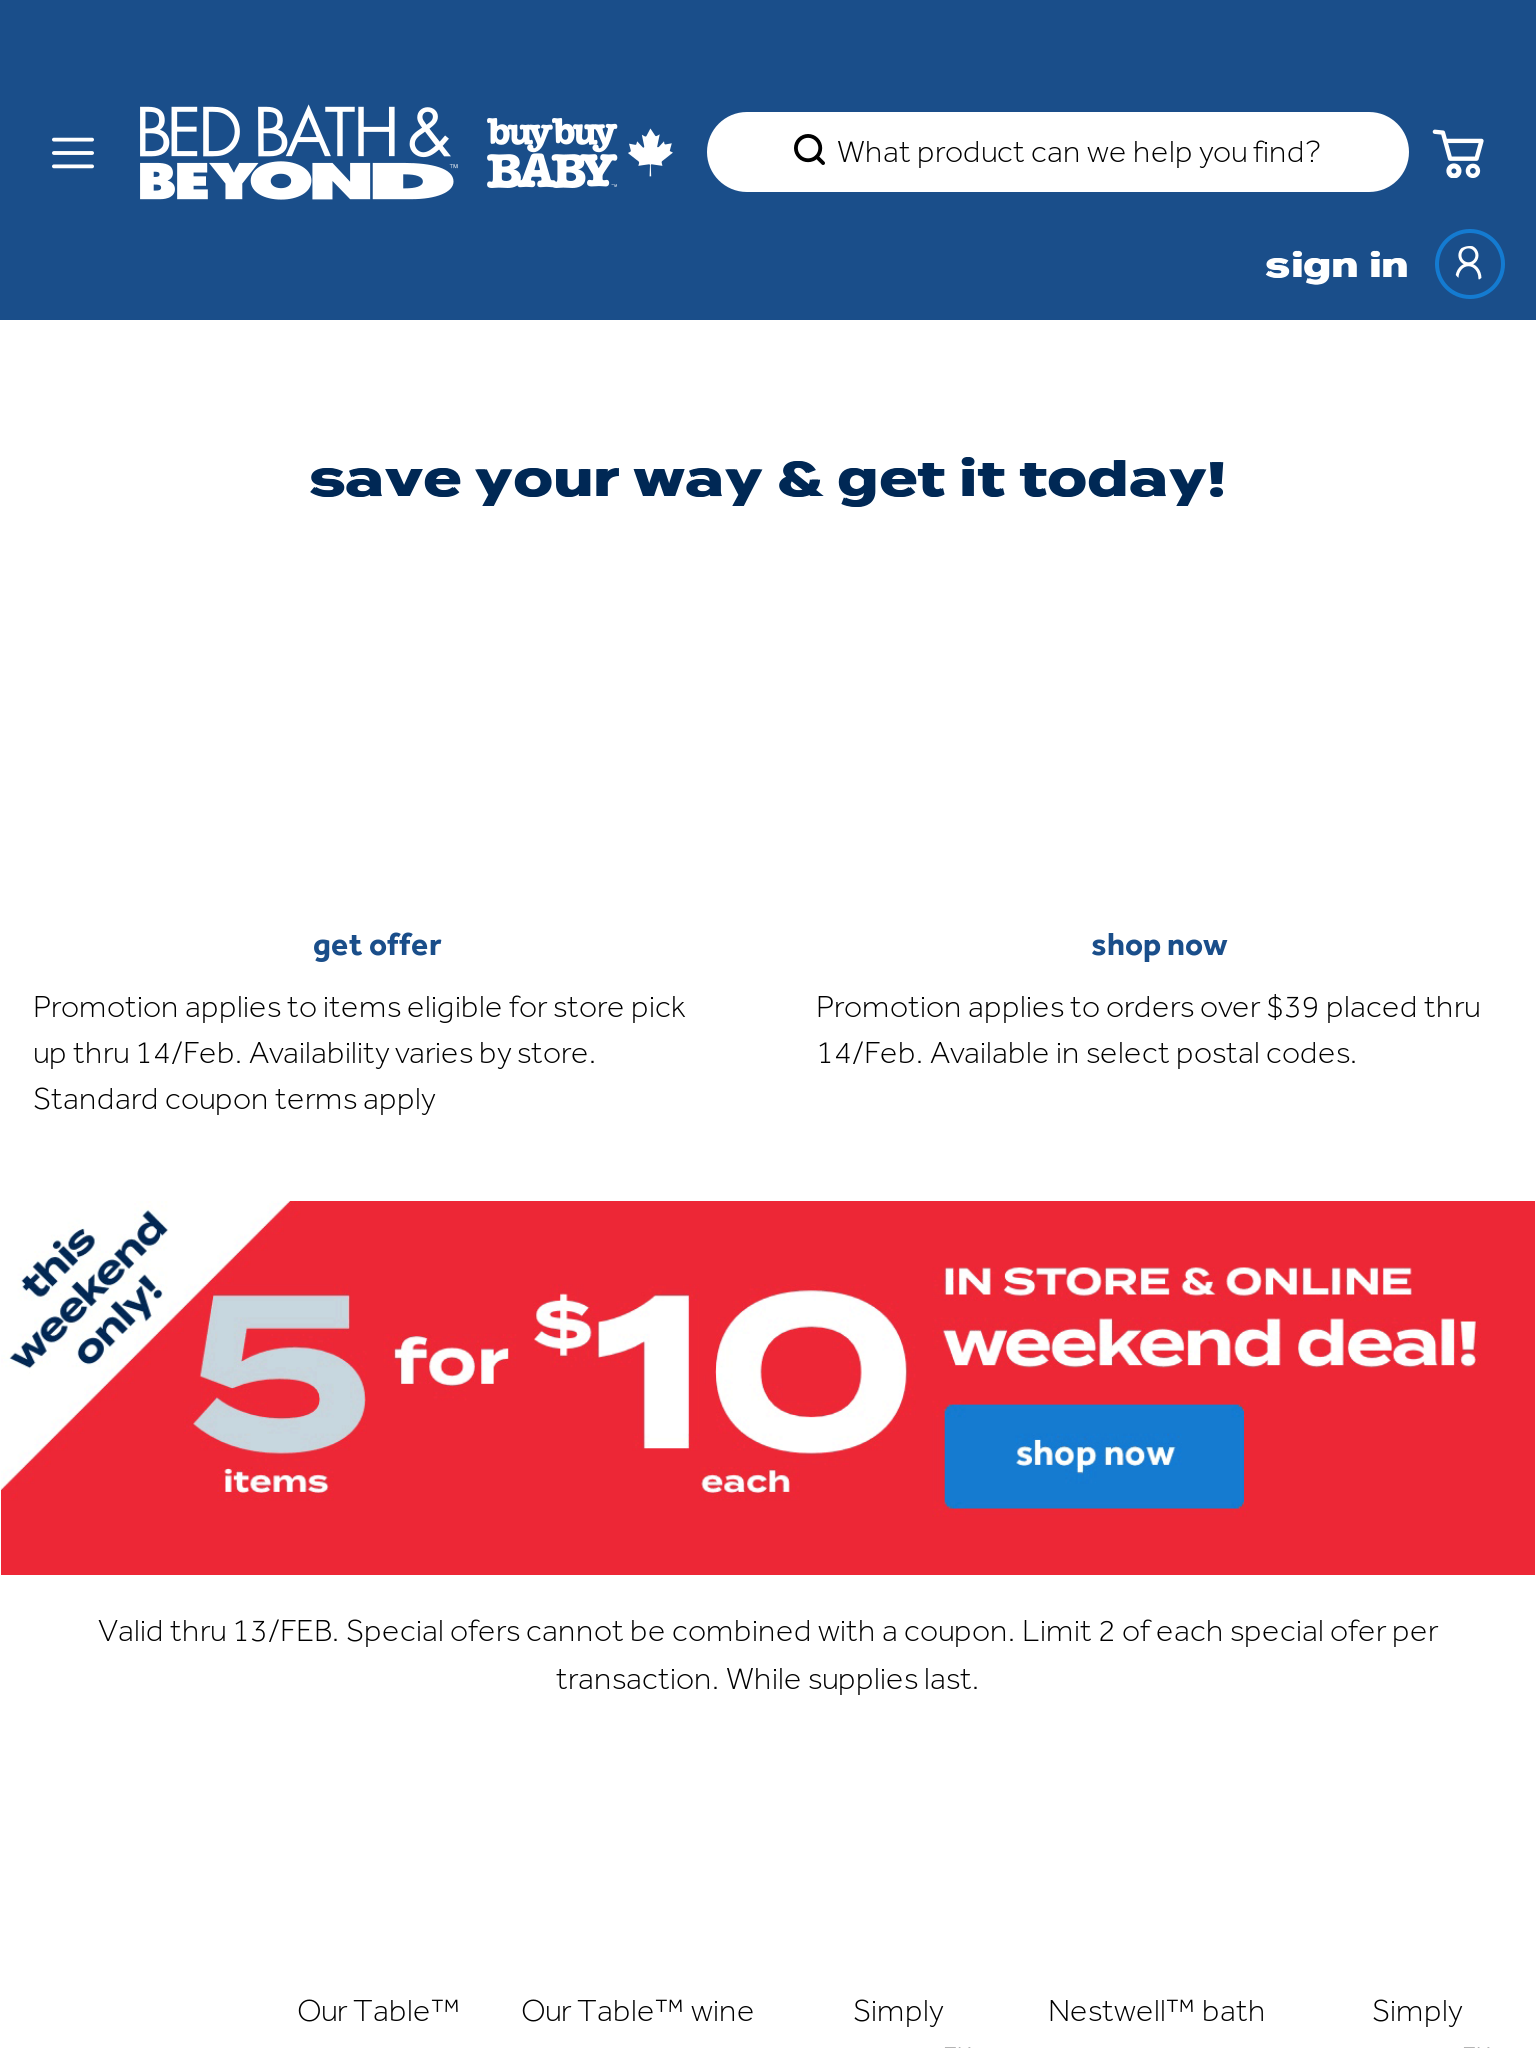 BED BATH &
BEYOND™
buy buy
BABY™
What product can we help you find?
sign in
save your way & get it today!
get offer
Promotion applies to items eligible for store pick
up thru 14/Feb. Availability varies by store.
Standard coupon terms apply
shop now
Promotion applies to orders over $39 placed thru
14/Feb. Available in select postal codes.
this
weekend
only!
5 for $10
items
each
IN STORE & ONLINE
weekend deal!
shop now
Valid thru 13/FEB. Special ofers cannot be combined with a coupon. Limit 2 of each special ofer per
transaction. While supplies last.
Our Table™
Our Table™ wine
Simply
Nestwell™ bath
Simply